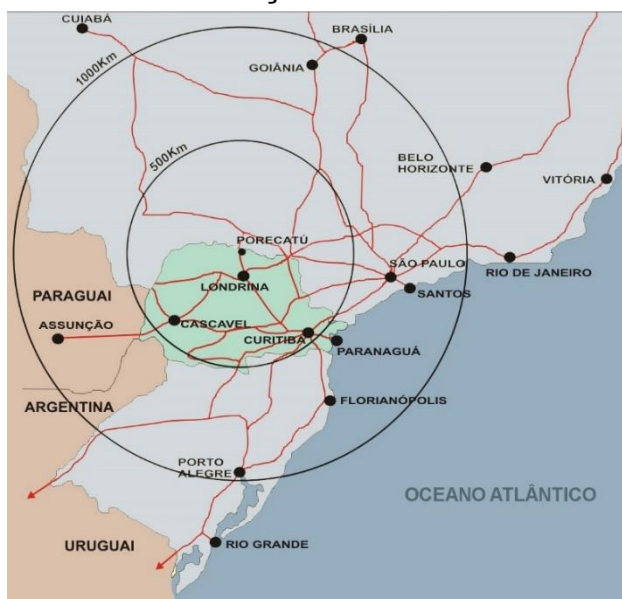 CUIABÁ
BRASÍLIA
GOIÂNIA
1000Km
500Km
BELO
HORIZONTE
VITÓRIA
PORECATÚ
SÃO PAULO
RIO DE JANEIRO
LONDRINA
SANTOS
PARAGUAI
CASCAVEL
ASSUNÇÃO
CURITIBA
PARANAGUÁ
ARGENTINA
FLORIANÓPOLIS
PORTO
ALEGRE
OCEANO ATLÂNTICO
URUGUAI
RIO GRANDE